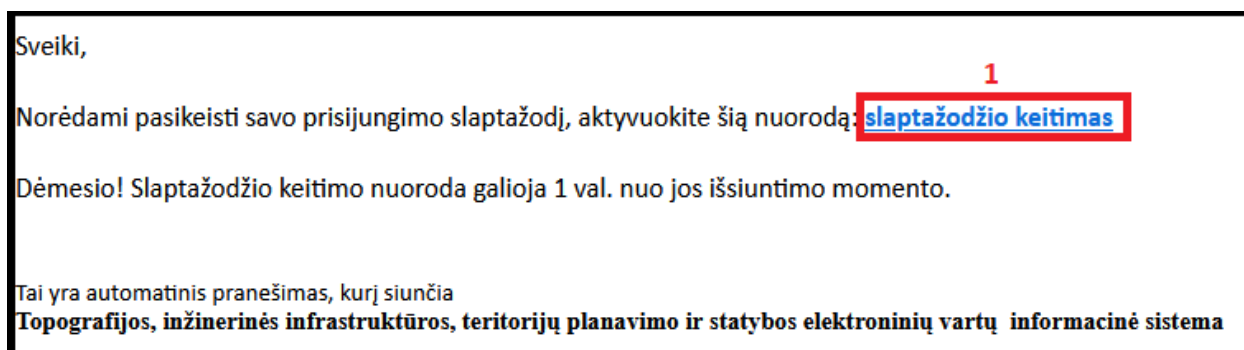 Sveiki,
1
Norėdami pasikeisti savo prisijungimo slaptažodį, aktyvuokite šią nuorodą: slaptažodžio keitimas
Dėmesio! Slaptažodžio keitimo nuoroda galioja 1 val. nuo jos išsiuntimo momento.
Tai yra automatinis pranešimas, kurį siunčia
Topografijos, inžinerinės infrastruktūros, teritorijų planavimo ir statybos elektroninių vartų informacinė sistema